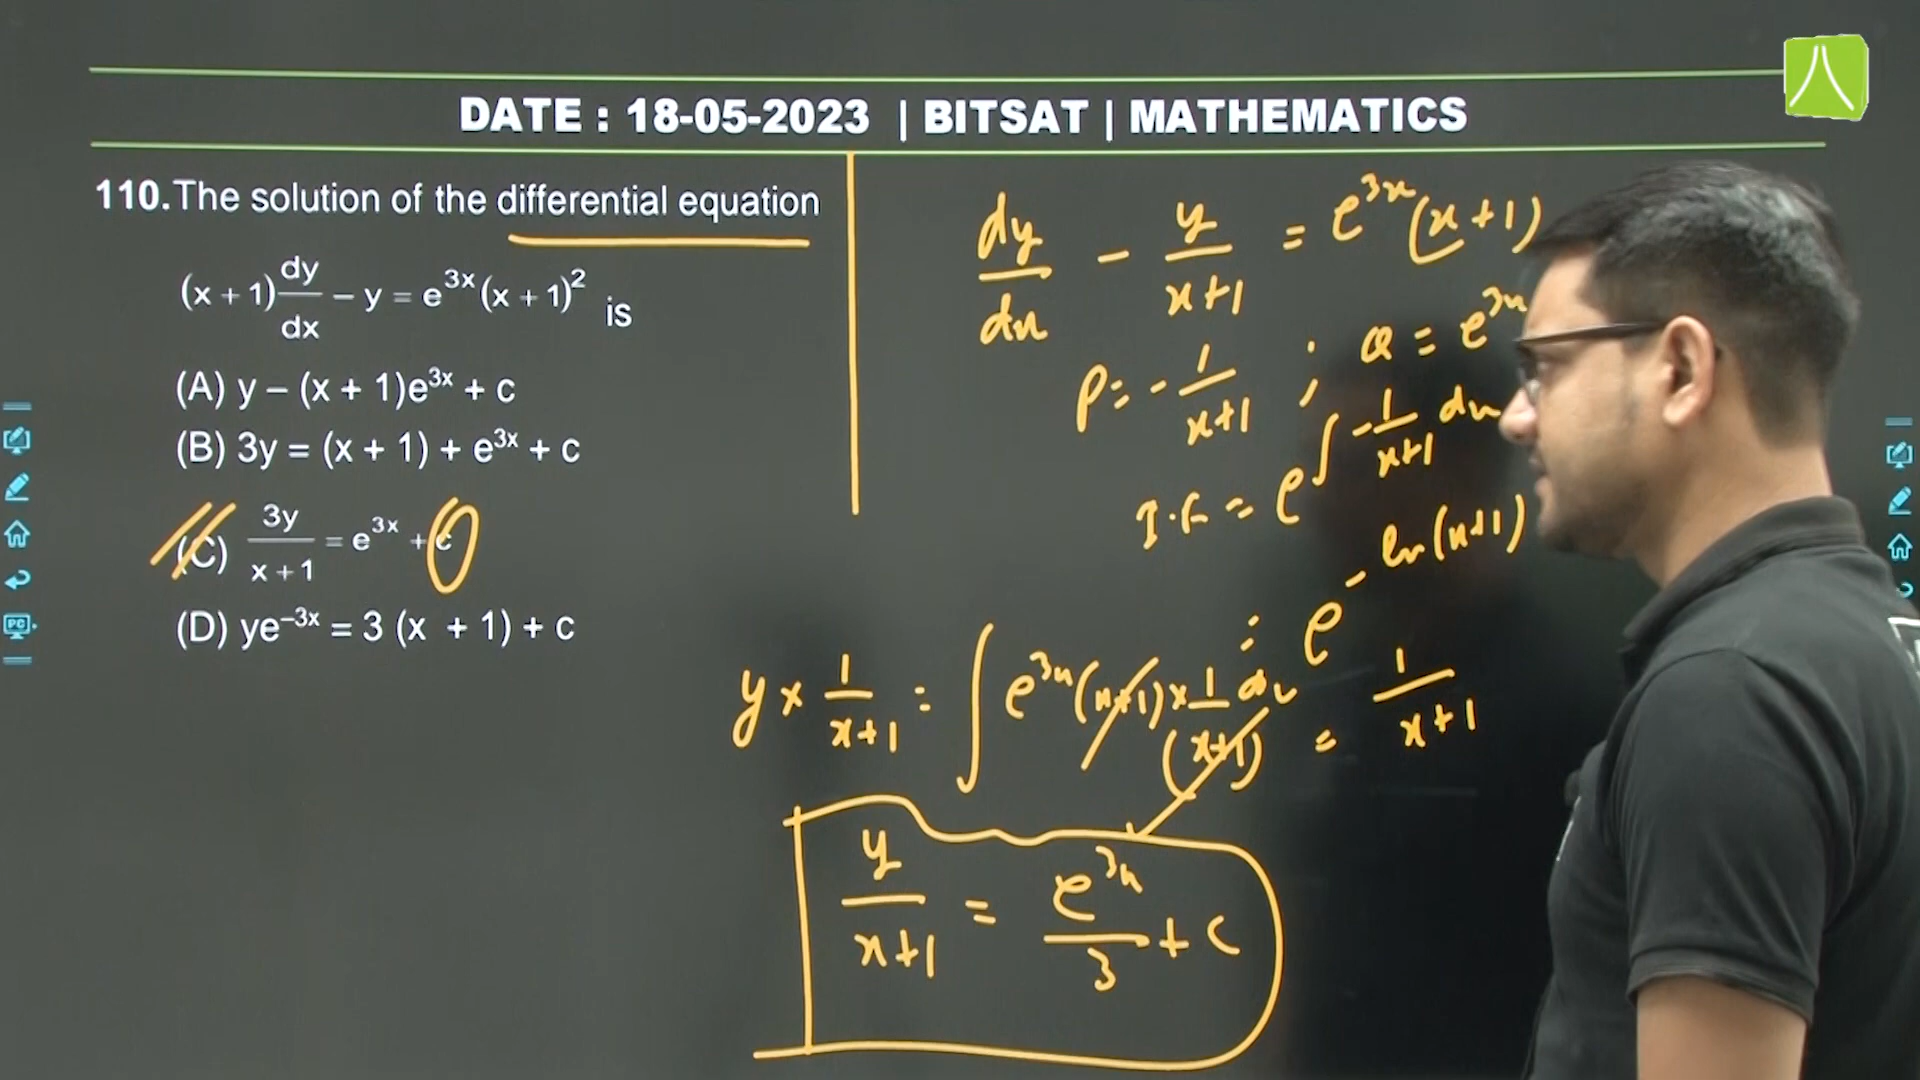 DATE : 18-05-2023 | BITSAT | MATHEMATICS
110. The solution of the differential equation
(x + 1) dy/dx – y = e^3x (x + 1)^2 is
(A) y – (x + 1)e^3x + c
(B) 3y = (x + 1) + e^3x + c
(C) 3y/(x + 1) = e^3x + c
(D) ye^–3x = 3 (x + 1) + c
dy/dx - y/(x+1) = e^3x (x+1)
P = - 1/(x+1) ; Q = e^3x
I.F = e^∫ -1/(x+1) dx
= e^- ln(x+1)
= 1/(x+1)
y × 1/(x+1) = ∫ e^3x (x+1) × 1/(x+1) dx
y/(x+1) = e^3x/3 + c
PC